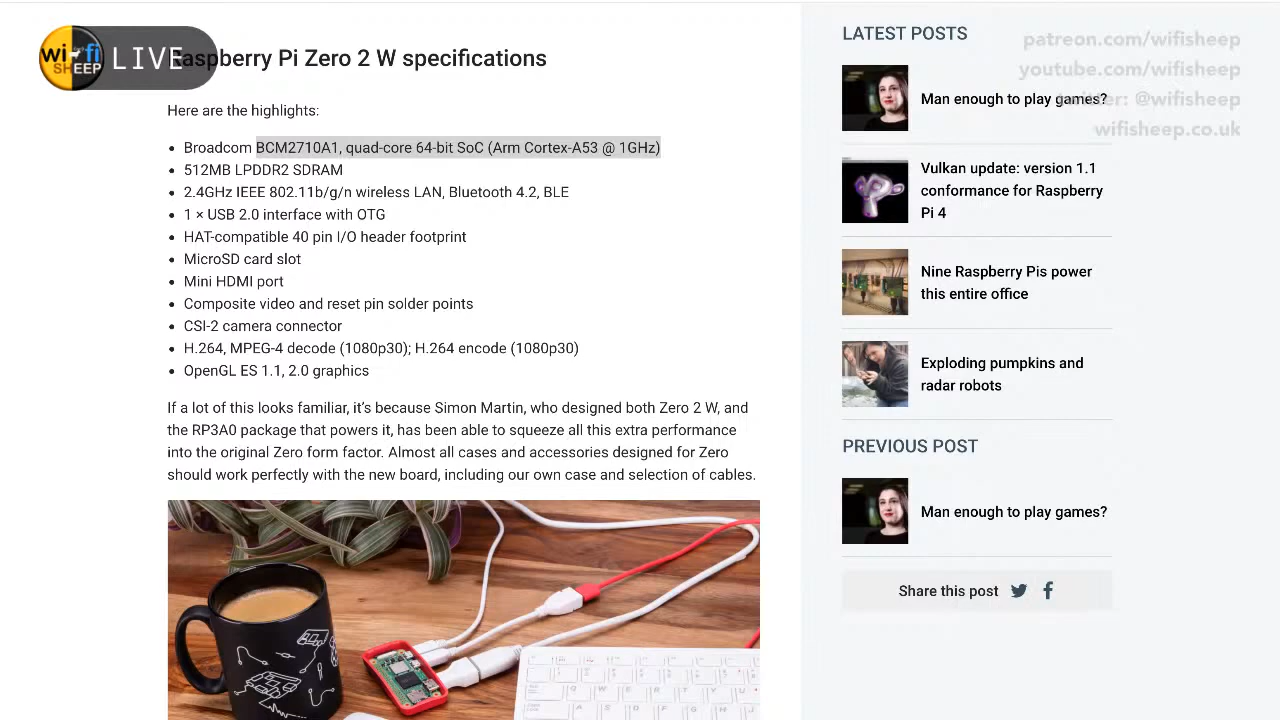 wi-fi
SHEEP
LIVE
Raspberry Pi Zero 2 W specifications
Here are the highlights:
• Broadcom BCM2710A1, quad-core 64-bit SoC (Arm Cortex-A53 @ 1GHz)
• 512MB LPDDR2 SDRAM
• 2.4GHz IEEE 802.11b/g/n wireless LAN, Bluetooth 4.2, BLE
• 1 × USB 2.0 interface with OTG
• HAT-compatible 40 pin I/O header footprint
• MicroSD card slot
• Mini HDMI port
• Composite video and reset pin solder points
• CSI-2 camera connector
• H.264, MPEG-4 decode (1080p30); H.264 encode (1080p30)
• OpenGL ES 1.1, 2.0 graphics
If a lot of this looks familiar, it’s because Simon Martin, who designed both Zero 2 W, and
the RP3A0 package that powers it, has been able to squeeze all this extra performance
into the original Zero form factor. Almost all cases and accessories designed for Zero
should work perfectly with the new board, including our own case and selection of cables.
LATEST POSTS
Man enough to play games?
Vulkan update: version 1.1
conformance for Raspberry
Pi 4
Nine Raspberry Pis power
this entire office
Exploding pumpkins and
radar robots
PREVIOUS POST
Man enough to play games?
Share this post
patreon.com/wifisheep
youtube.com/wifisheep
twitter: @wifisheep
wifisheep.co.uk